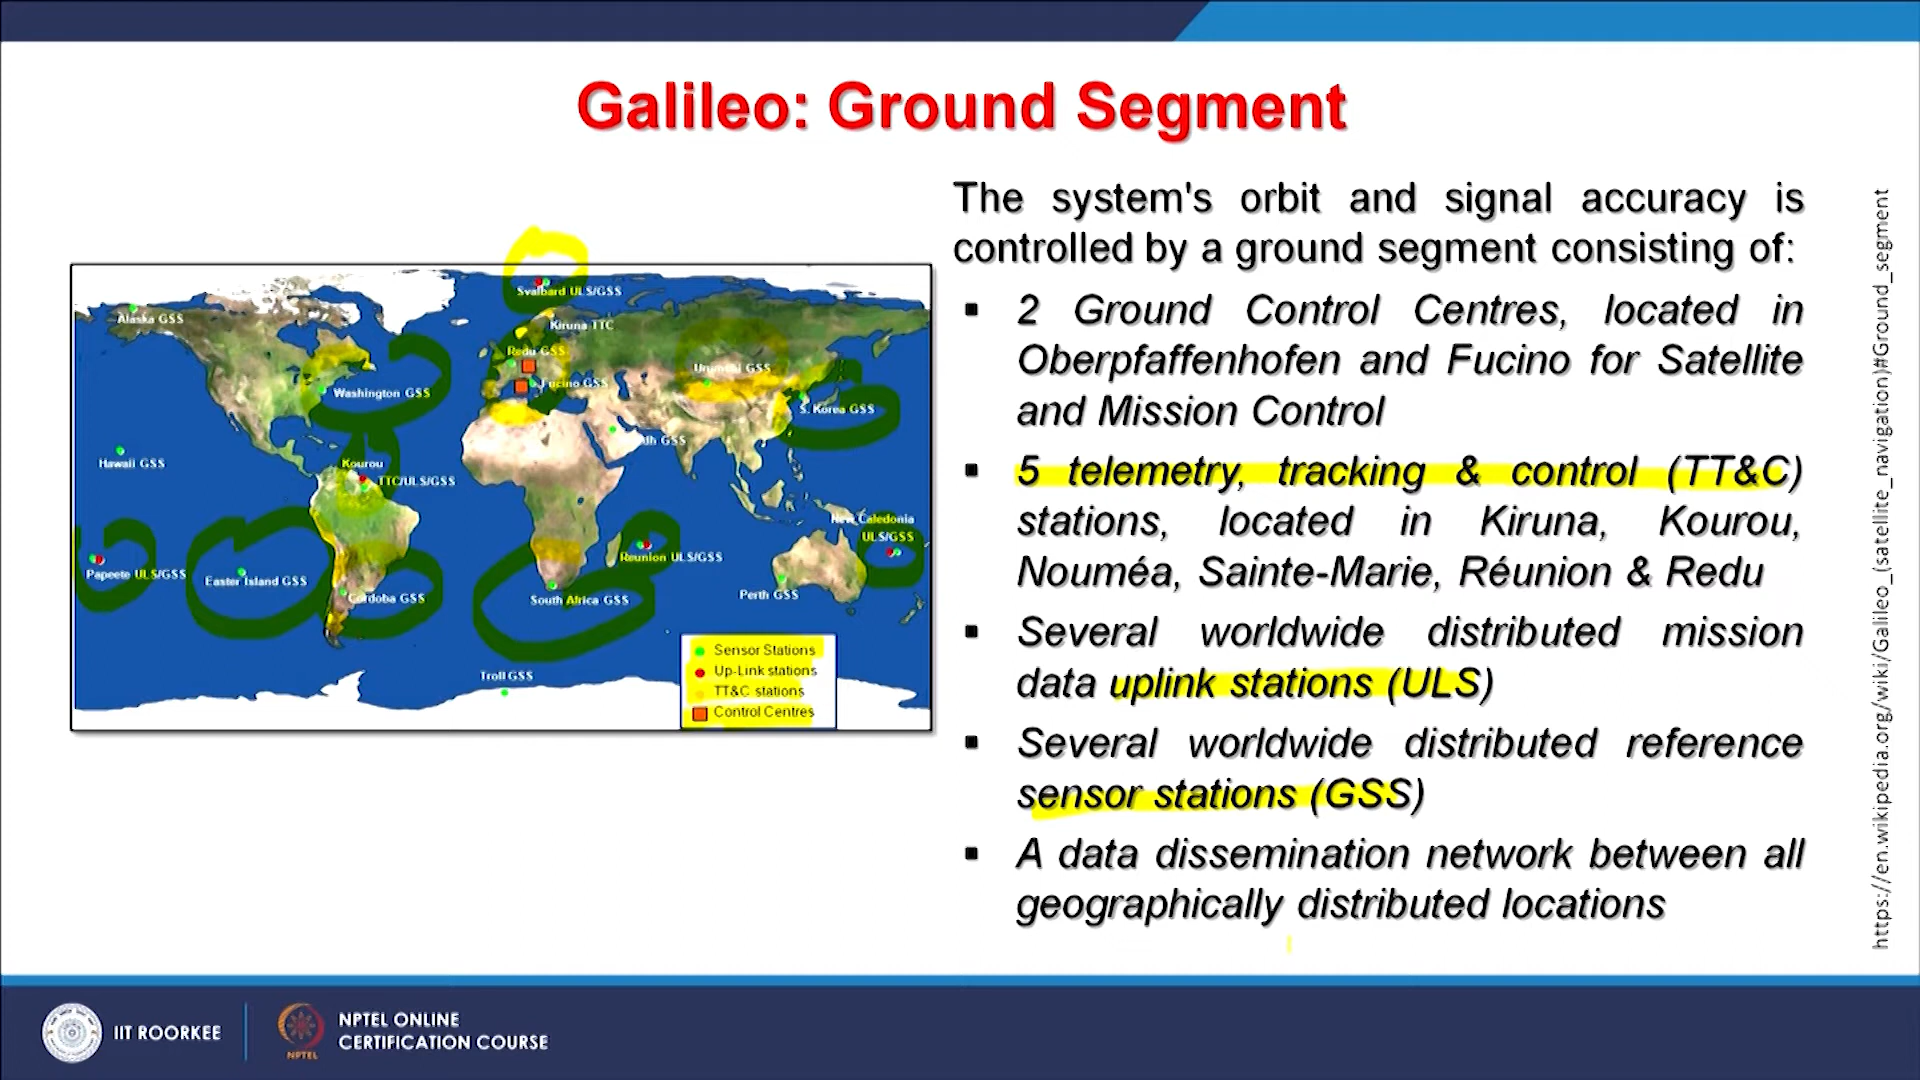 Galileo: Ground Segment
Svalbard ULS/GSS
Alaska GSS
Kiruna TTC
Redu GSS
Urumchi GSS
Fucino GSS
Washington GSS
S. Korea GSS
dh GSS
Hawaii GSS
Kourou
TTC/ULS/GSS
New Caledonia
ULS/GSS
Reunion ULS/GSS
Papeete ULS/GSS
Easter Island GSS
Cordoba GSS
South Africa GSS
Perth GSS
Troll GSS
Sensor Stations
Up-Link stations
TT&C stations
Control Centres
The system's orbit and signal accuracy is
controlled by a ground segment consisting of:
▪ 2 Ground Control Centres, located in
Oberpfaffenhofen and Fucino for Satellite
and Mission Control
▪ 5 telemetry, tracking & control (TT&C)
stations, located in Kiruna, Kourou,
Nouméa, Sainte-Marie, Réunion & Redu
▪ Several worldwide distributed mission
data uplink stations (ULS)
▪ Several worldwide distributed reference
sensor stations (GSS)
▪ A data dissemination network between all
geographically distributed locations
https://en.wikipedia.org/wiki/Galileo_(satellite_navigation)#Ground_segment
IIT ROORKEE
NPTEL
NPTEL ONLINE
CERTIFICATION COURSE